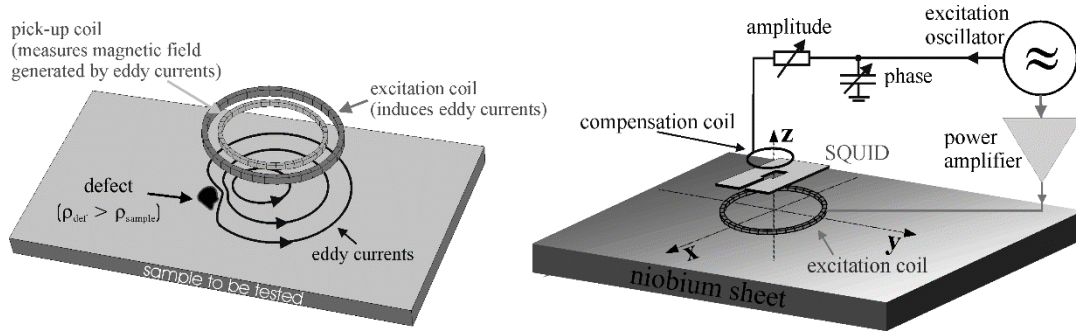 pick-up coil
(measures magnetic field
generated by eddy currents)
excitation coil
(induces eddy currents)
defect
(ρdef > ρsample)
eddy currents
sample to be tested
excitation
oscillator
amplitude
≈
phase
compensation coil
z
SQUID
power
amplifier
x
y
excitation coil
niobium sheet